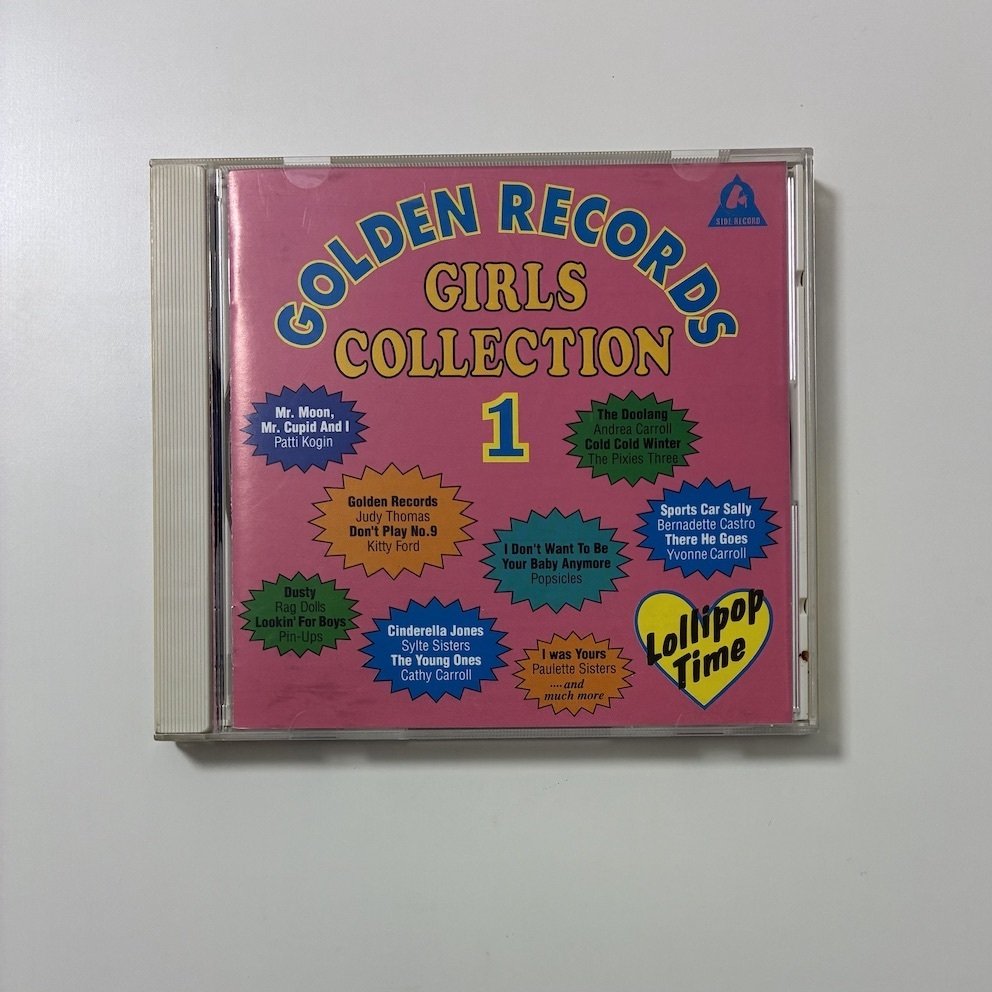 GOLDEN RECORDS
GIRLS
COLLECTION
1
SIDE RECORD
Mr. Moon,
Mr. Cupid And I
Patti Kogin
The Doolang
Andrea Carroll
Cold Cold Winter
The Pixies Three
Golden Records
Judy Thomas
Don't Play No.9
Kitty Ford
Sports Car Sally
Bernadette Castro
There He Goes
Yvonne Carroll
I Don't Want To Be
Your Baby Anymore
Popsicles
Dusty
Rag Dolls
Lookin' For Boys
Pin-Ups
Cinderella Jones
Sylte Sisters
The Young Ones
Cathy Carroll
I was Yours
Paulette Sisters
....and
much more
Lollipop
Time